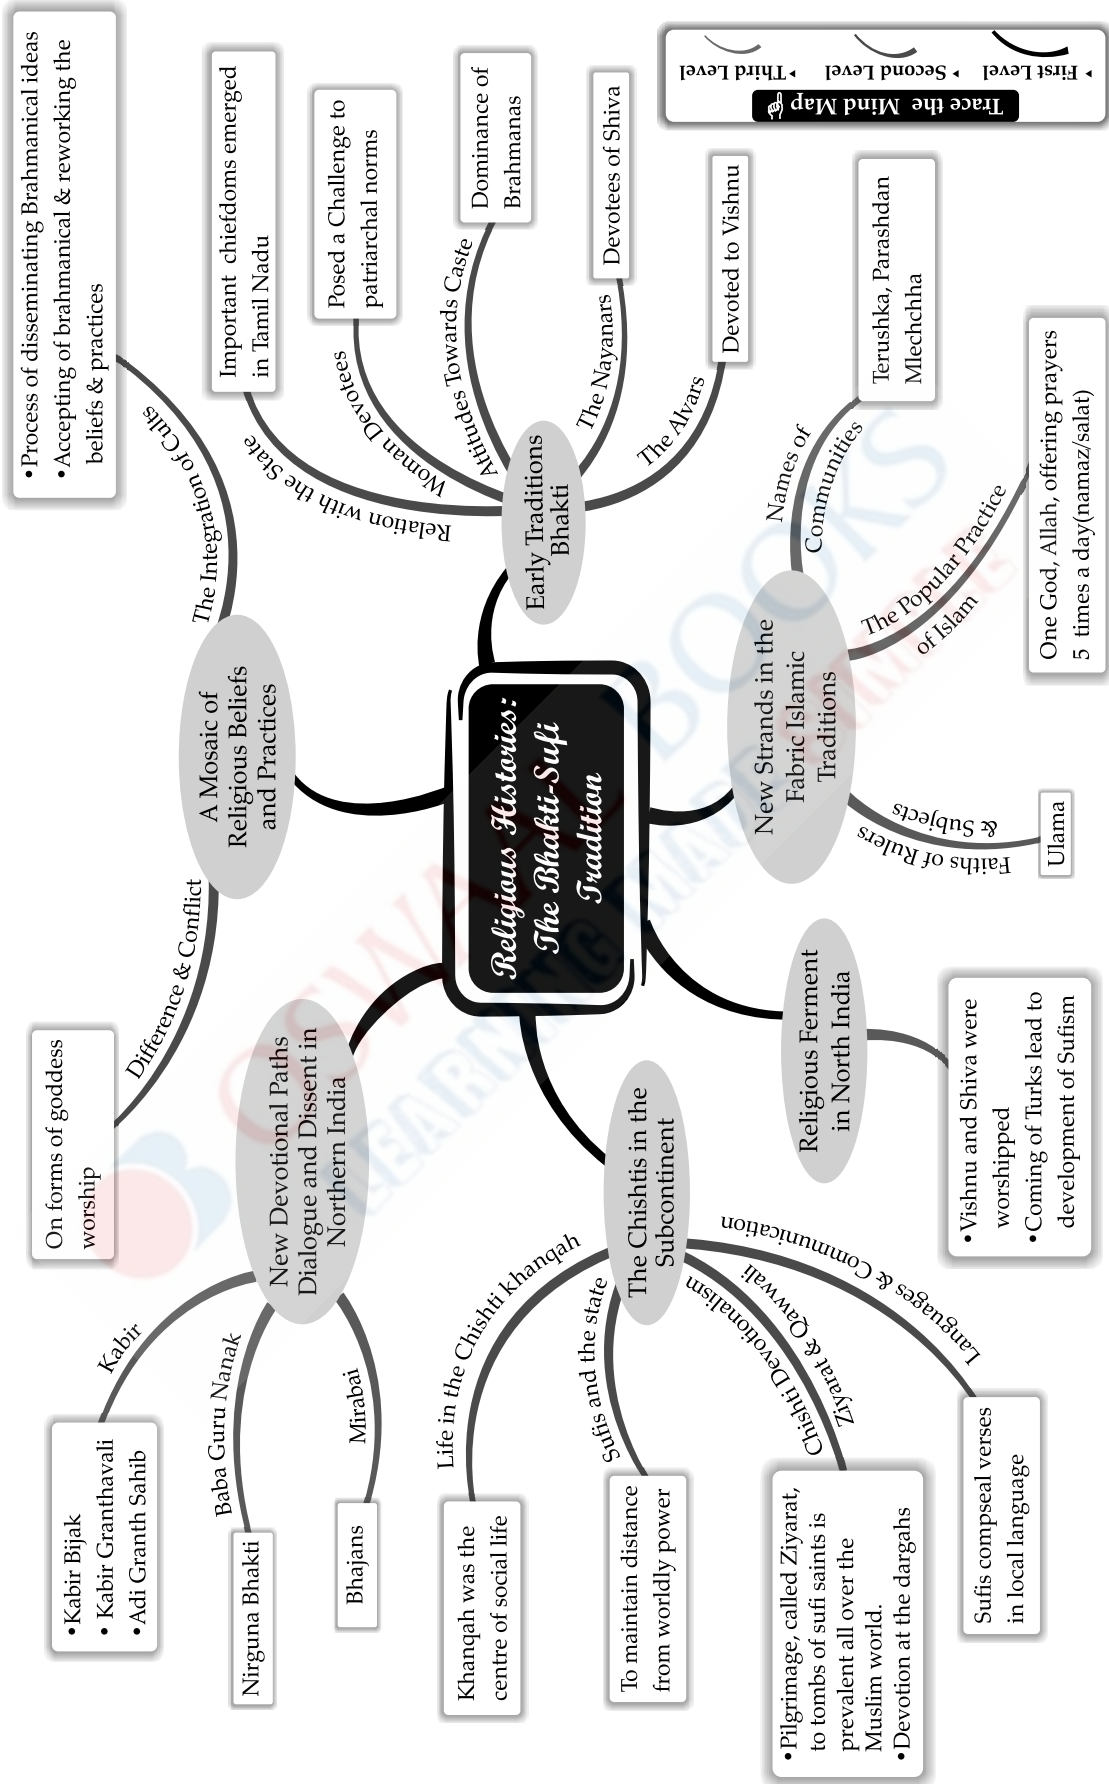 Religious Histories:
The Bhakti-Sufi
Tradition
A Mosaic of
Religious Beliefs
and Practices
The Integration of Cults
•Process of disseminating Brahmanical ideas
•Accepting of brahmanical & reworking the
beliefs & practices
Difference & Conflict
On forms of goddess
worship
Early Traditions
Bhakti
Relation with the State
Important chiefdoms emerged
in Tamil Nadu
Woman Devotees
Posed a Challenge to
patriarchal norms
Attitudes Towards Caste
Dominance of
Brahmanas
The Nayanars
Devotees of Shiva
The Alvars
Devoted to Vishnu
New Strands in the
Fabric Islamic
Traditions
Names of
Communities
Terushka, Parashdan
Mlechchha
The Popular Practice
of Islam
One God, Allah, offering prayers
5 times a day(namaz/salat)
Faiths of Rulers
& Subjects
Ulama
Religious Ferment
in North India
•Vishnu and Shiva were
worshipped
•Coming of Turks lead to
development of Sufism
The Chishtis in the
Subcontinent
Life in the Chishti khanqah
Khanqah was the
centre of social life
Sufis and the state
To maintain distance
from worldly power
Chishti Devotionalism
Ziyarat & Qawwali
•Pilgrimage, called Ziyarat,
to tombs of sufi saints is
prevalent all over the
Muslim world.
•Devotion at the dargahs
Languages & Communication
Sufis compseal verses
in local language
New Devotional Paths
Dialogue and Dissent in
Northern India
Kabir
•Kabir Bijak
•Kabir Granthavali
•Adi Granth Sahib
Baba Guru Nanak
Nirguna Bhakti
Mirabai
Bhajans
Trace the Mind Map
• First Level
• Second Level
• Third Level
OSWAAL BOOKS
LEARNING MADE SIMPLE